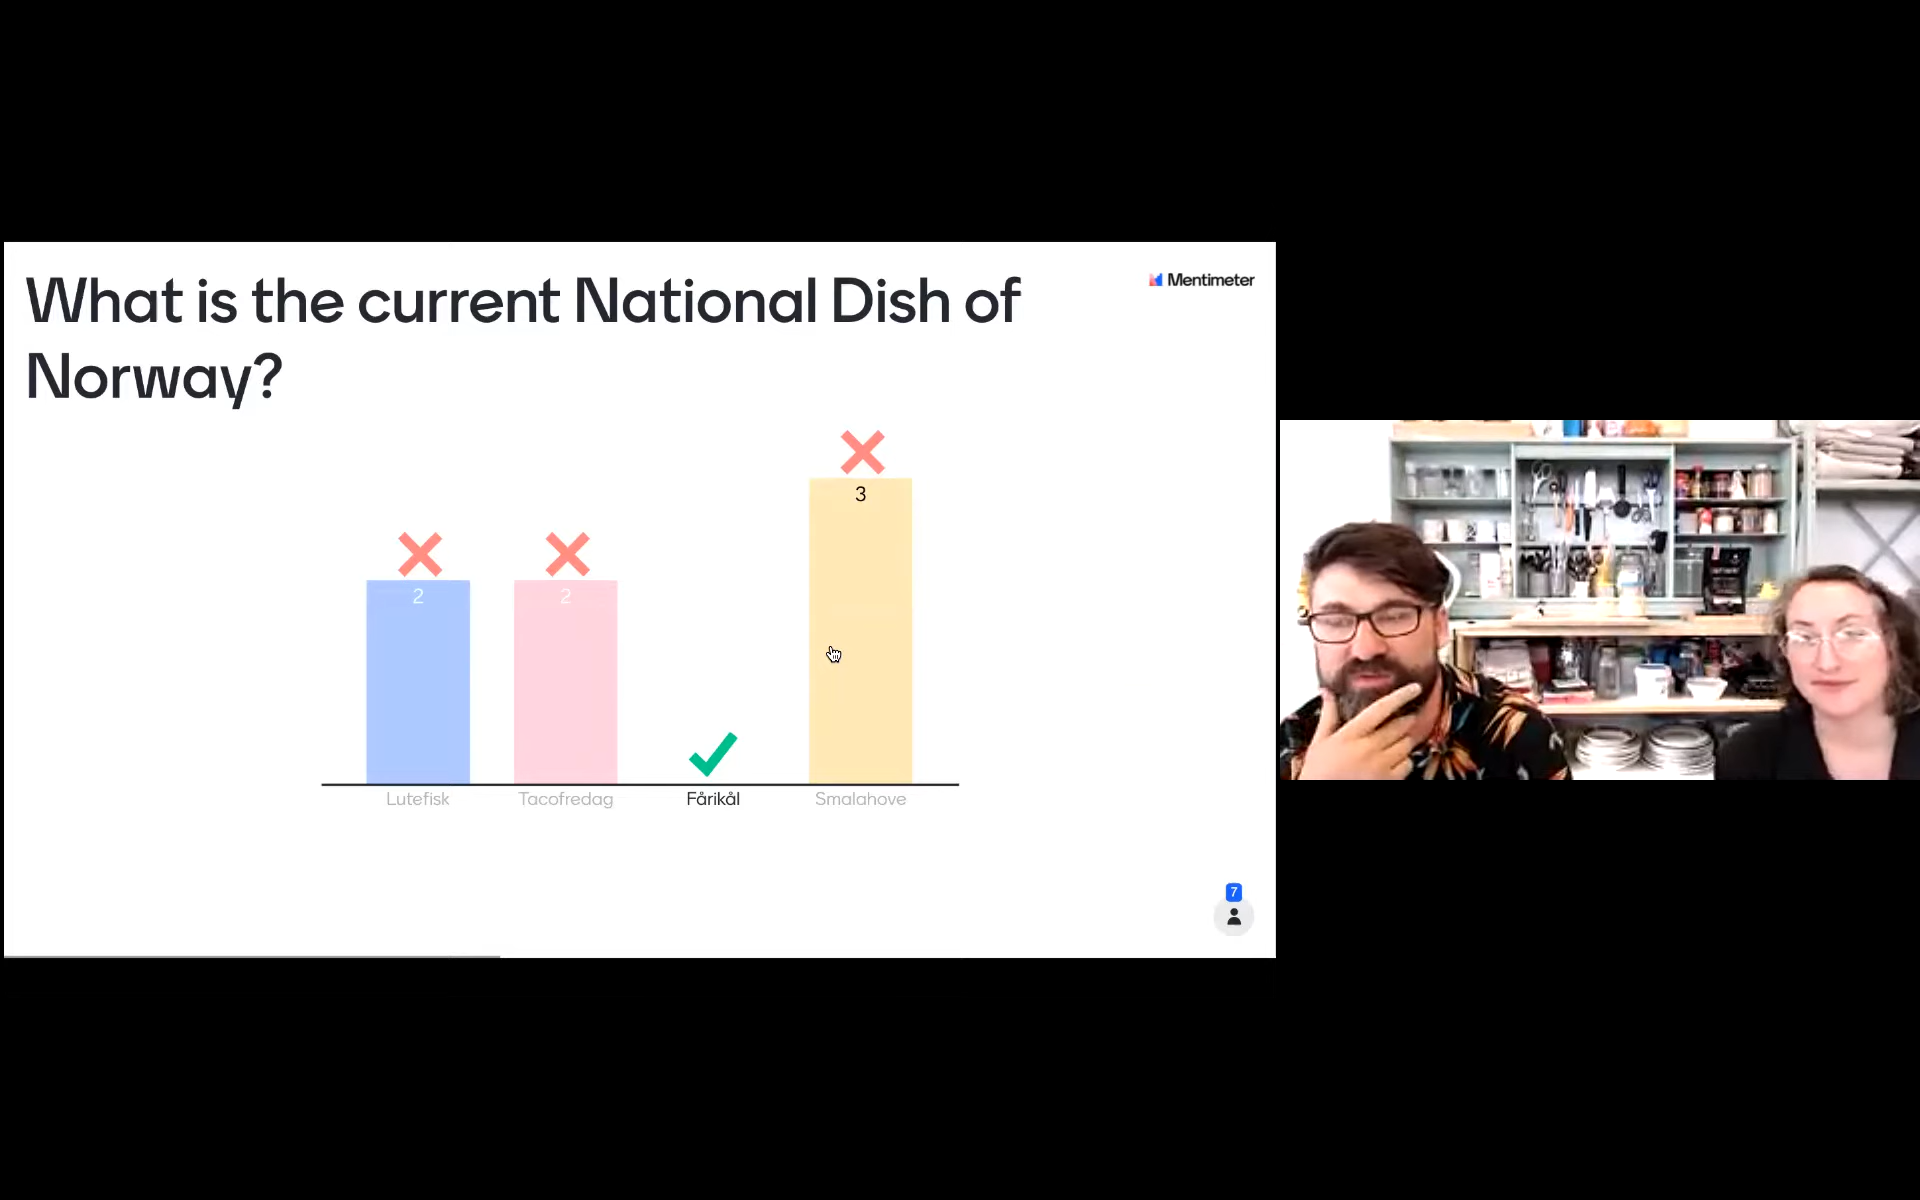 What is the current National Dish of
Norway?
Mentimeter
3
2
2
Lutefisk
Tacofredag
Fårikål
Smalahove
7